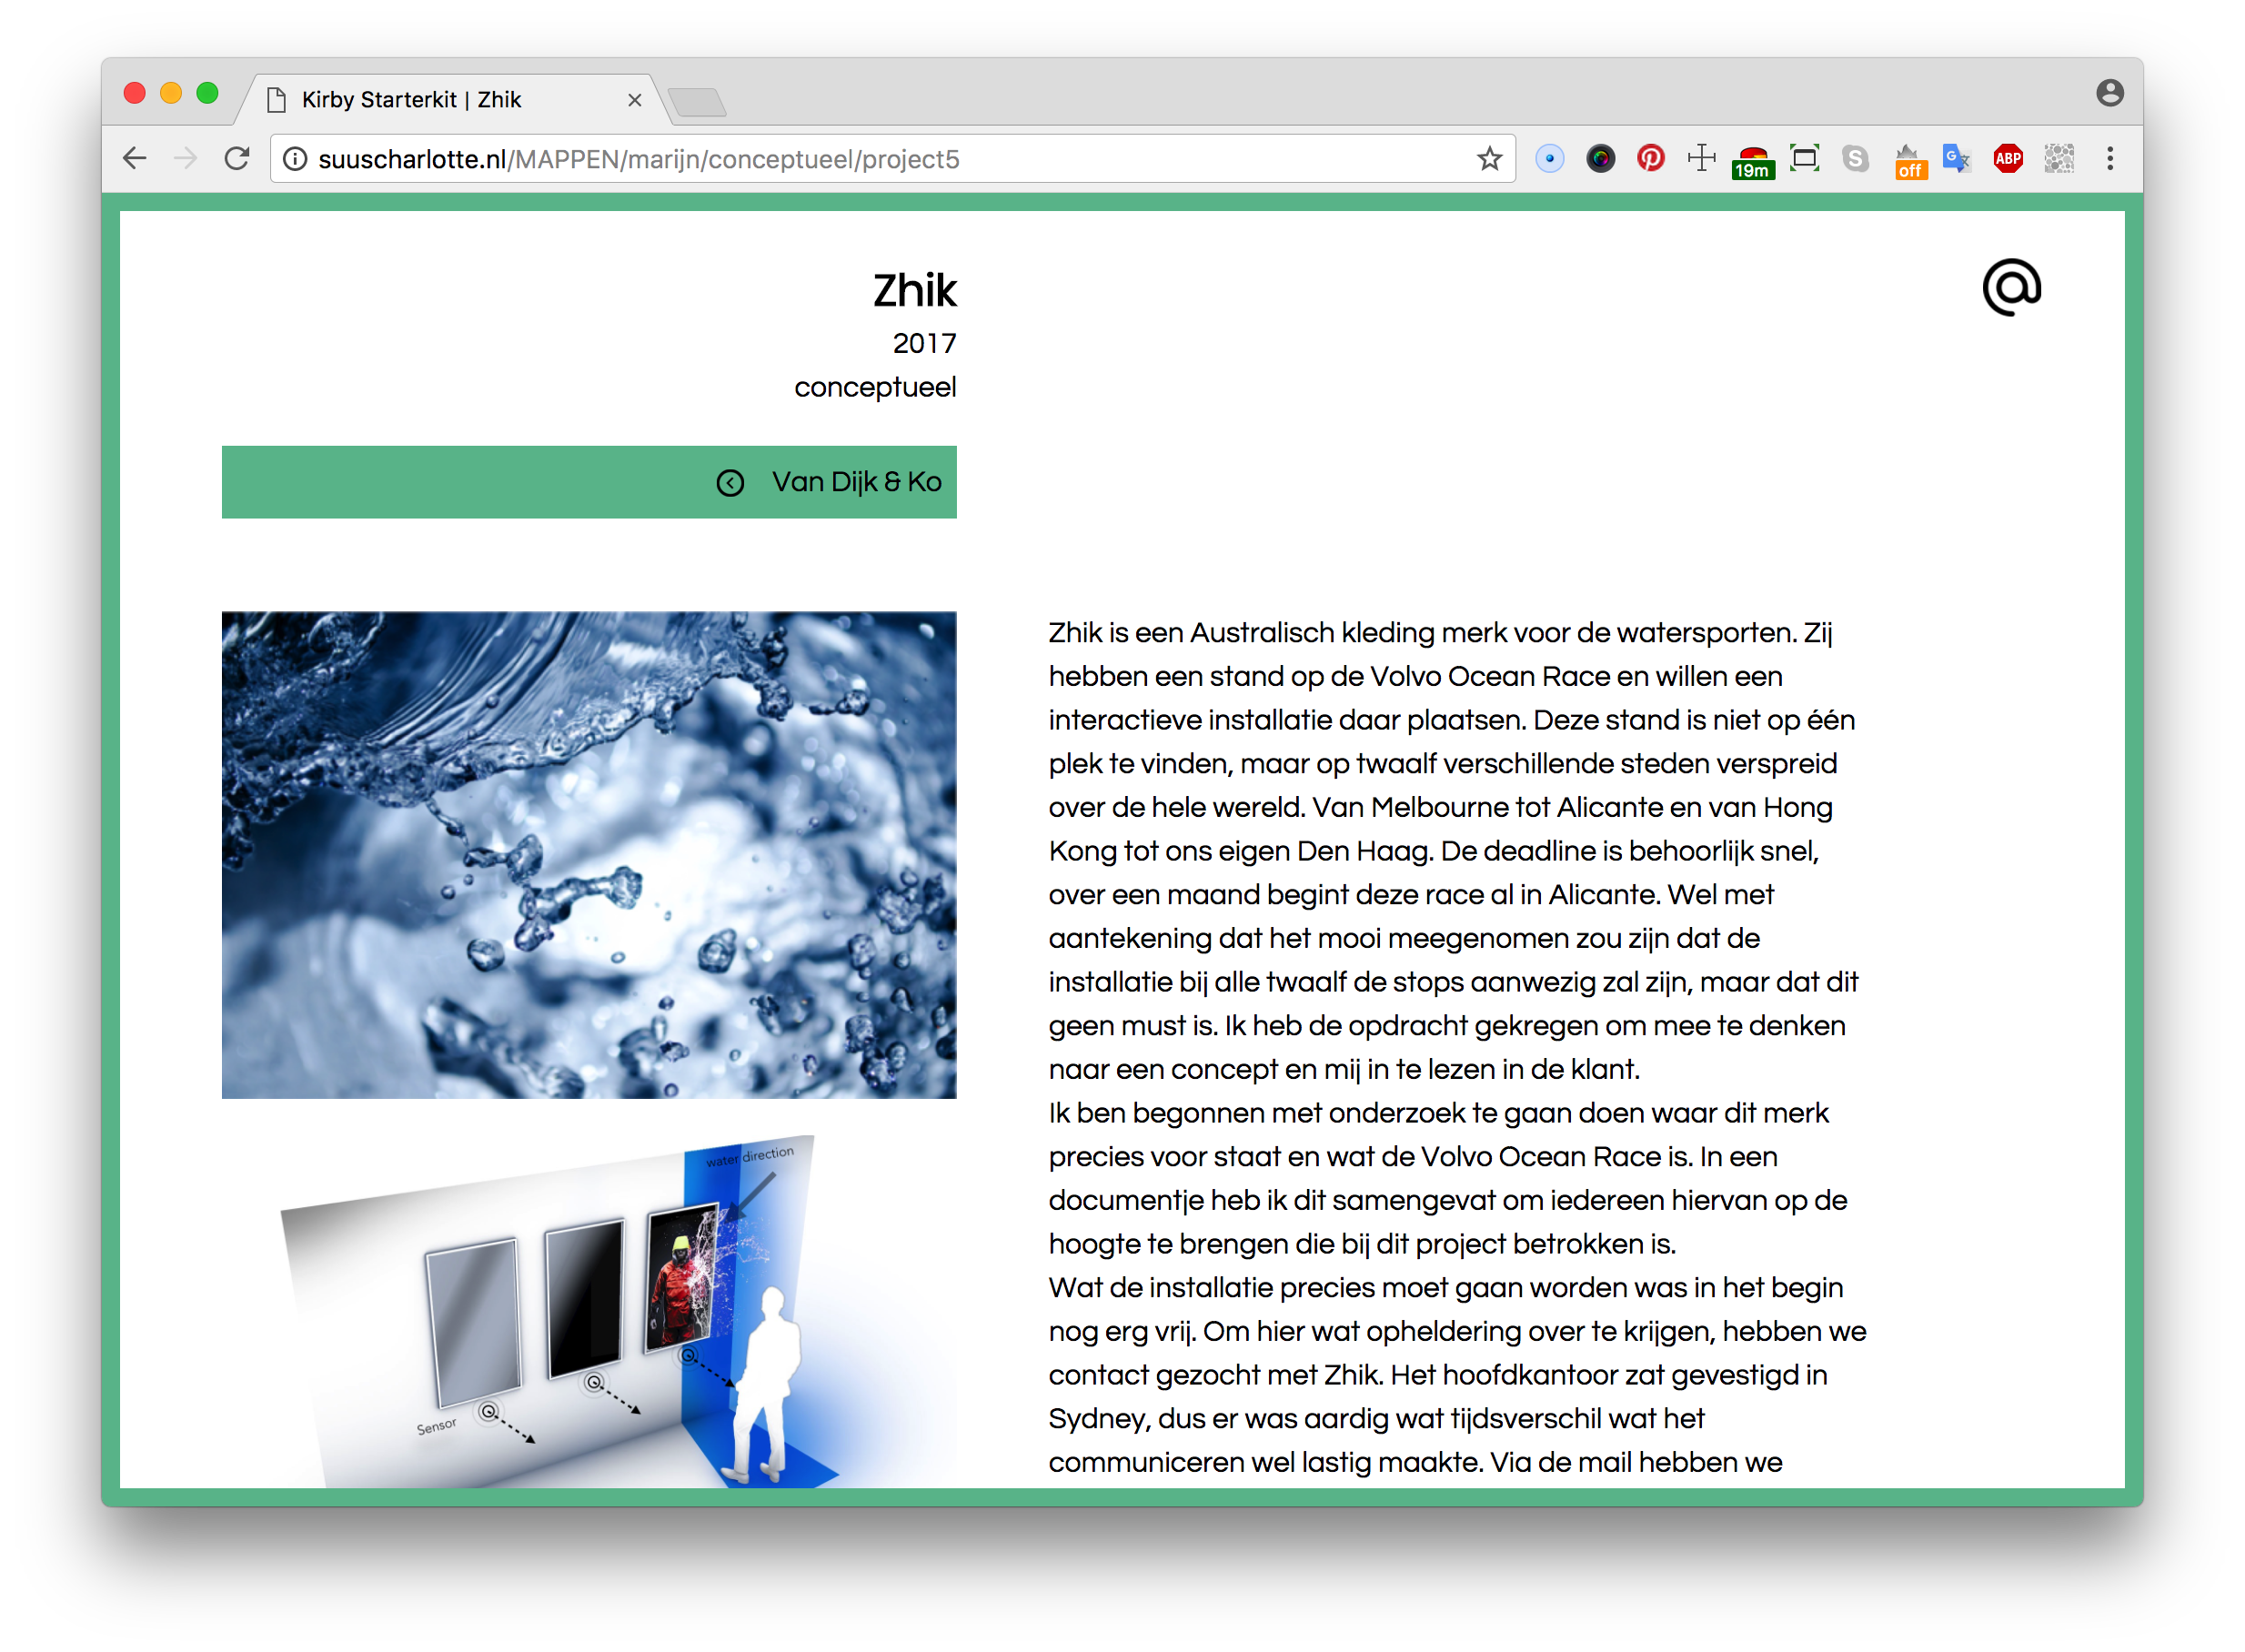 Kirby Starterkit | Zhik
suuscharlotte.nl/MAPPEN/marijn/conceptueel/project5
19m
S
off
G
ABP
Zhik
@
2017
conceptueel
Van Dijk & Ko
Zhik is een Australisch kleding merk voor de watersporten. Zij
hebben een stand op de Volvo Ocean Race en willen een
interactieve installatie daar plaatsen. Deze stand is niet op één
plek te vinden, maar op twaalf verschillende steden verspreid
over de hele wereld. Van Melbourne tot Alicante en van Hong
Kong tot ons eigen Den Haag. De deadline is behoorlijk snel,
over een maand begint deze race al in Alicante. Wel met
aantekening dat het mooi meegenomen zou zijn dat de
installatie bij alle twaalf de stops aanwezig zal zijn, maar dat dit
geen must is. Ik heb de opdracht gekregen om mee te denken
naar een concept en mij in te lezen in de klant.
Ik ben begonnen met onderzoek te gaan doen waar dit merk
precies voor staat en wat de Volvo Ocean Race is. In een
documentje heb ik dit samengevat om iedereen hiervan op de
hoogte te brengen die bij dit project betrokken is.
Wat de installatie precies moet gaan worden was in het begin
nog erg vrij. Om hier wat opheldering over te krijgen, hebben we
contact gezocht met Zhik. Het hoofdkantoor zat gevestigd in
Sydney, dus er was aardig wat tijdsverschil wat het
communiceren wel lastig maakte. Via de mail hebben we
water direction
Sensor